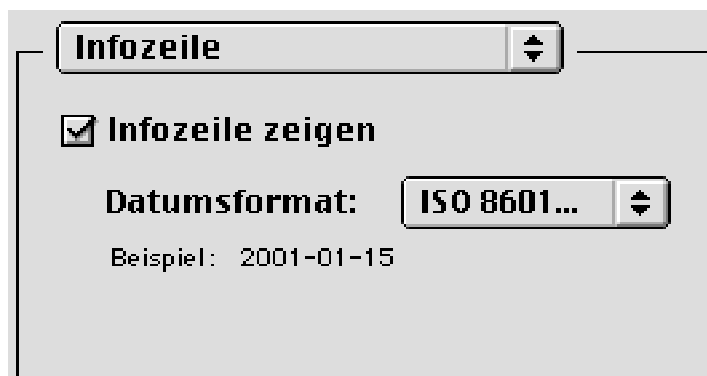 Infozeile
Infozeile zeigen
Datumsformat: ISO 8601...
Beispiel: 2001-01-15